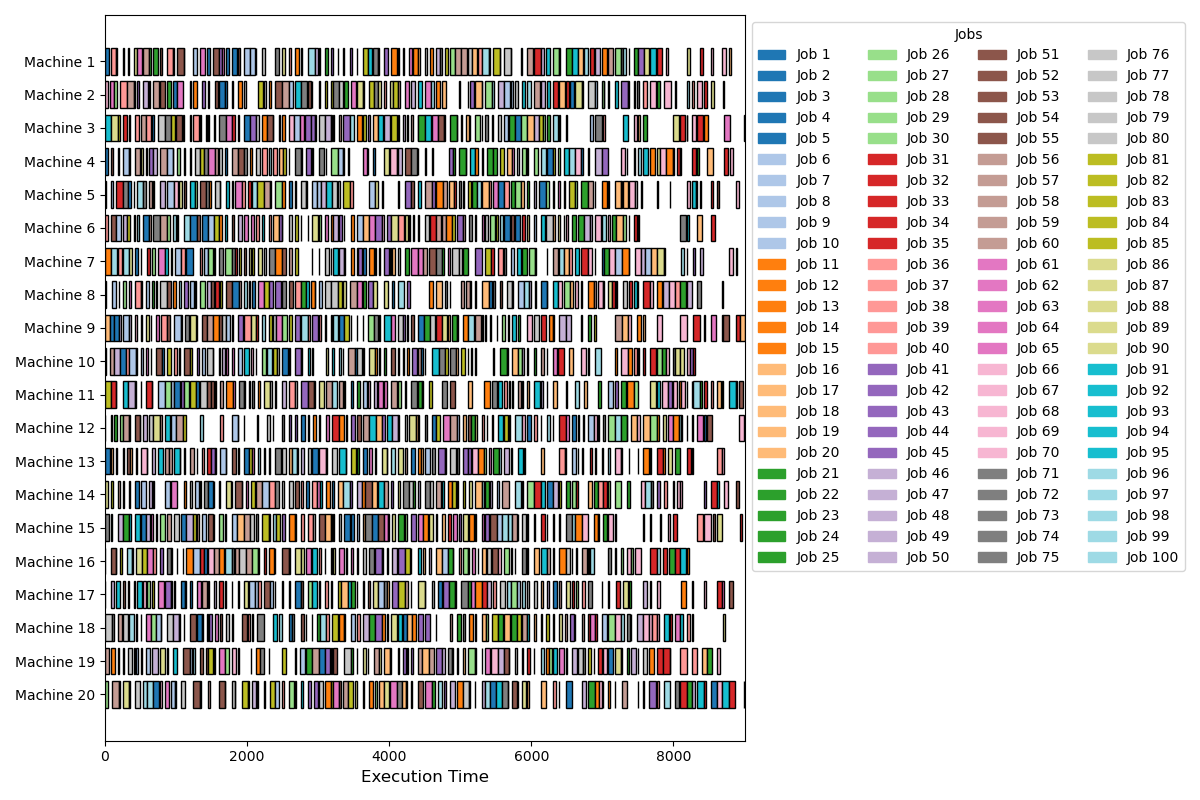 Machine 1
Machine 2
Machine 3
Machine 4
Machine 5
Machine 6
Machine 7
Machine 8
Machine 9
Machine 10
Machine 11
Machine 12
Machine 13
Machine 14
Machine 15
Machine 16
Machine 17
Machine 18
Machine 19
Machine 20
0 2000 4000 6000 8000
Execution Time
Jobs
Job 1 Job 26 Job 51 Job 76
Job 2 Job 27 Job 52 Job 77
Job 3 Job 28 Job 53 Job 78
Job 4 Job 29 Job 54 Job 79
Job 5 Job 30 Job 55 Job 80
Job 6 Job 31 Job 56 Job 81
Job 7 Job 32 Job 57 Job 82
Job 8 Job 33 Job 58 Job 83
Job 9 Job 34 Job 59 Job 84
Job 10 Job 35 Job 60 Job 85
Job 11 Job 36 Job 61 Job 86
Job 12 Job 37 Job 62 Job 87
Job 13 Job 38 Job 63 Job 88
Job 14 Job 39 Job 64 Job 89
Job 15 Job 40 Job 65 Job 90
Job 16 Job 41 Job 66 Job 91
Job 17 Job 42 Job 67 Job 92
Job 18 Job 43 Job 68 Job 93
Job 19 Job 44 Job 69 Job 94
Job 20 Job 45 Job 70 Job 95
Job 21 Job 46 Job 71 Job 96
Job 22 Job 47 Job 72 Job 97
Job 23 Job 48 Job 73 Job 98
Job 24 Job 49 Job 74 Job 99
Job 25 Job 50 Job 75 Job 100